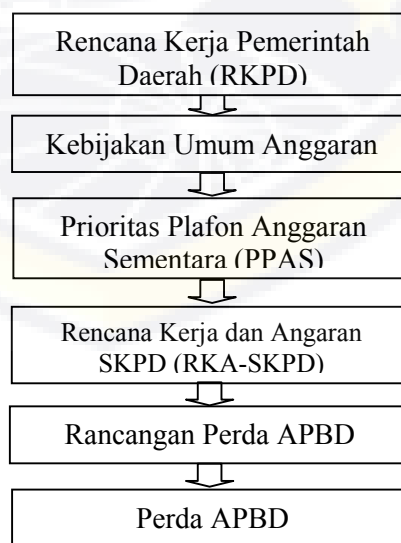 Rencana Kerja Pemerintah
Daerah (RKPD)
Kebijakan Umum Anggaran
Prioritas Plafon Anggaran
Sementara (PPAS)
Rencana Kerja dan Angaran
SKPD (RKA-SKPD)
Rancangan Perda APBD
Perda APBD